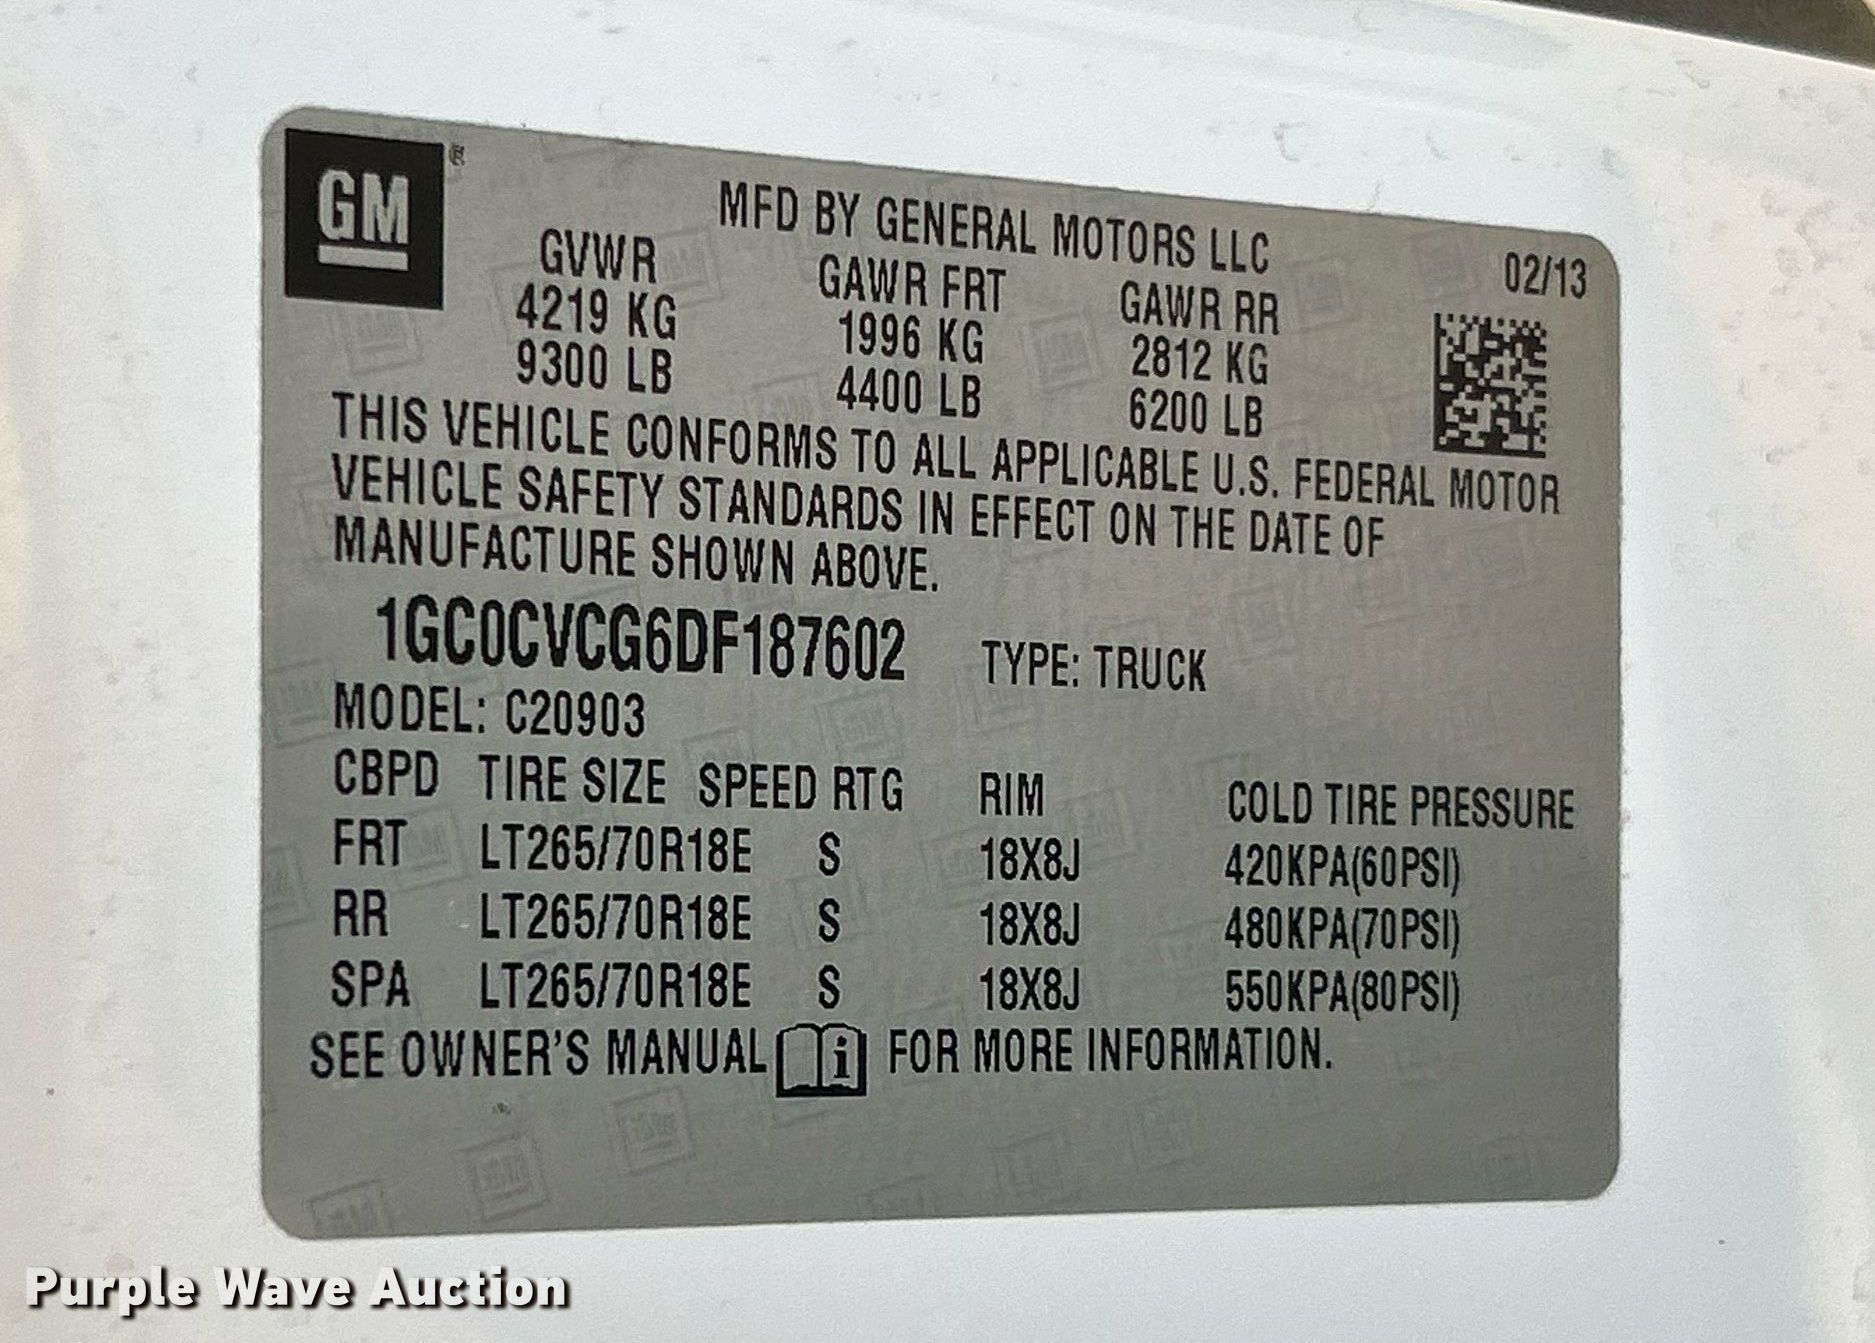 GM
MFD BY GENERAL MOTORS LLC
02/13
GVWR GAWR FRT GAWR RR
4219 KG 1996 KG 2812 KG
9300 LB 4400 LB 6200 LB
THIS VEHICLE CONFORMS TO ALL APPLICABLE U.S. FEDERAL MOTOR
VEHICLE SAFETY STANDARDS IN EFFECT ON THE DATE OF
MANUFACTURE SHOWN ABOVE.
1GC0CVCG6DF187602 TYPE: TRUCK
MODEL: C20903
CBPD TIRE SIZE SPEED RTG RIM COLD TIRE PRESSURE
FRT LT265/70R18E S 18X8J 420KPA(60PSI)
RR LT265/70R18E S 18X8J 480KPA(70PSI)
SPA LT265/70R18E S 18X8J 550KPA(80PSI)
SEE OWNER'S MANUAL i FOR MORE INFORMATION.
Purple Wave Auction